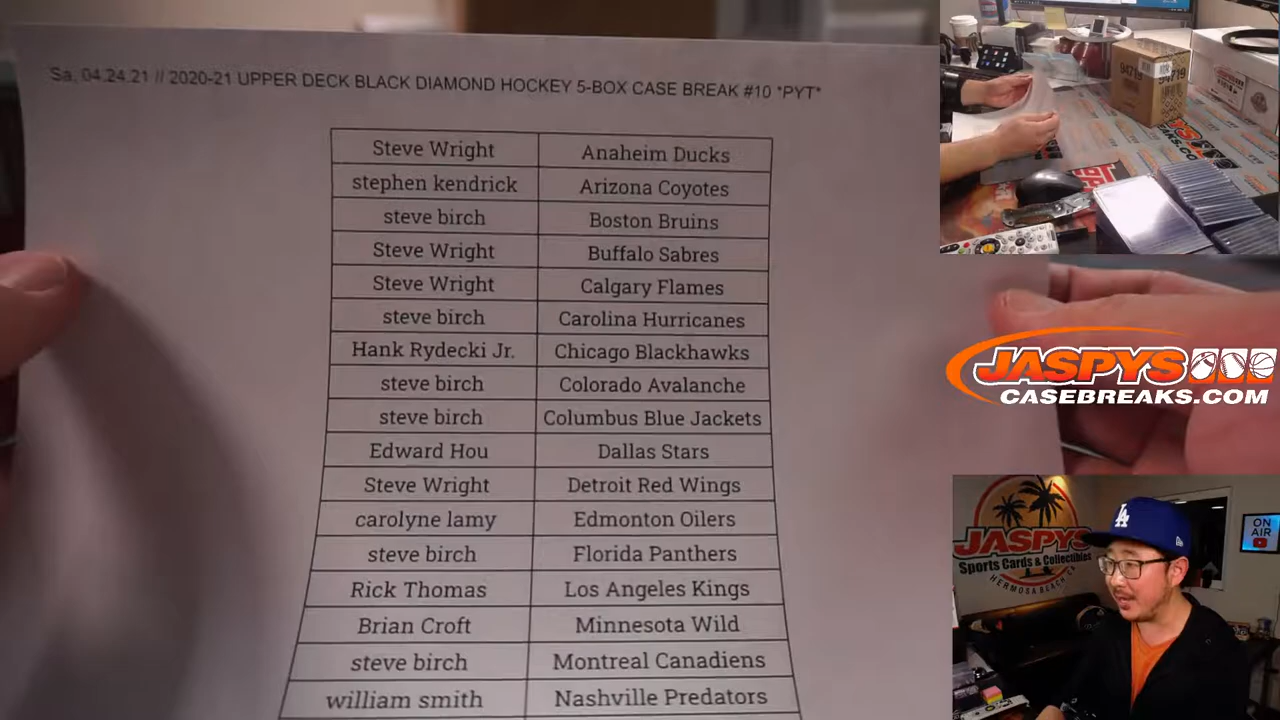 Sa, 04.24.21 // 2020-21 UPPER DECK BLACK DIAMOND HOCKEY 5-BOX CASE BREAK #10 *PYT*
Steve Wright Anaheim Ducks
stephen kendrick Arizona Coyotes
steve birch Boston Bruins
Steve Wright Buffalo Sabres
Steve Wright Calgary Flames
steve birch Carolina Hurricanes
Hank Rydecki Jr. Chicago Blackhawks
steve birch Colorado Avalanche
steve birch Columbus Blue Jackets
Edward Hou Dallas Stars
Steve Wright Detroit Red Wings
carolyne lamy Edmonton Oilers
steve birch Florida Panthers
Rick Thomas Los Angeles Kings
Brian Croft Minnesota Wild
steve birch Montreal Canadiens
william smith Nashville Predators
94719
94719
JASPYS
CASEBREAKS.COM
JASPYS
Sports Cards & Collectibles
HERMOSA BEACH, CA
LA
ON
AIR